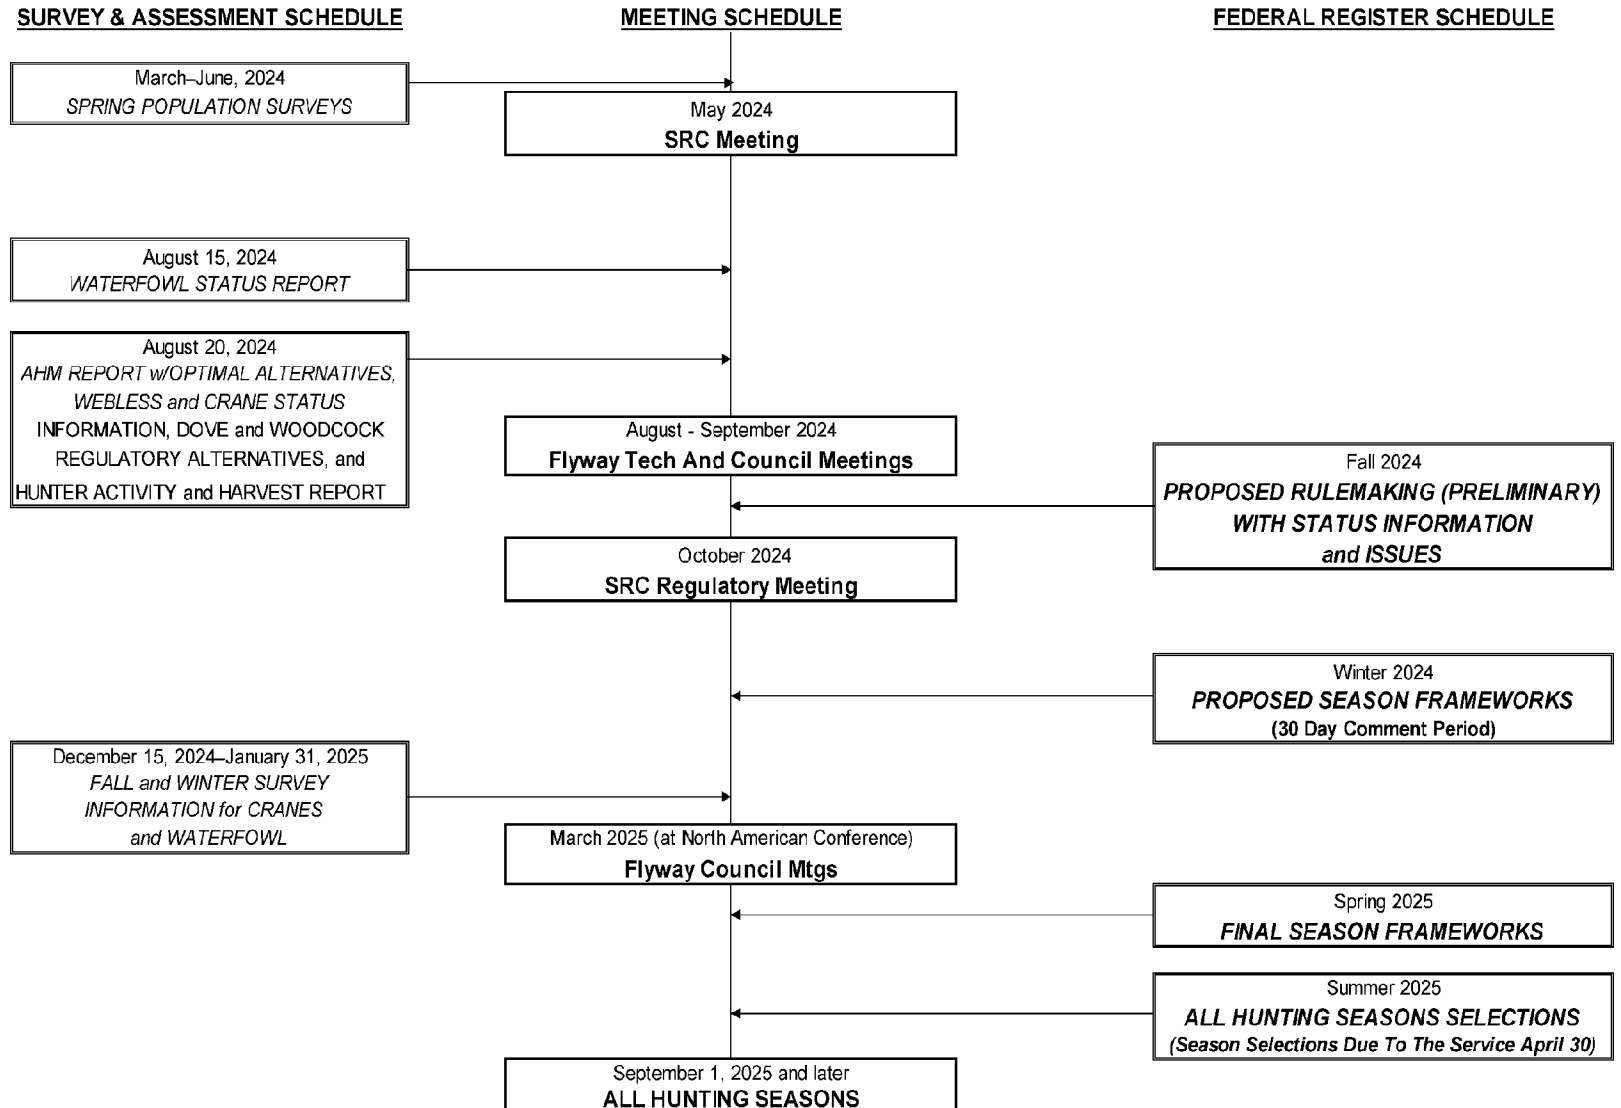 SURVEY & ASSESSMENT SCHEDULE
MEETING SCHEDULE
FEDERAL REGISTER SCHEDULE
March–June, 2024
SPRING POPULATION SURVEYS
May 2024
SRC Meeting
August 15, 2024
WATERFOWL STATUS REPORT
August 20, 2024
AHM REPORT w/OPTIMAL ALTERNATIVES,
WEBLESS and CRANE STATUS
INFORMATION, DOVE and WOODCOCK
REGULATORY ALTERNATIVES, and
HUNTER ACTIVITY and HARVEST REPORT
August - September 2024
Flyway Tech And Council Meetings
Fall 2024
PROPOSED RULEMAKING (PRELIMINARY)
WITH STATUS INFORMATION
and ISSUES
October 2024
SRC Regulatory Meeting
Winter 2024
PROPOSED SEASON FRAMEWORKS
(30 Day Comment Period)
December 15, 2024–January 31, 2025
FALL and WINTER SURVEY
INFORMATION for CRANES
and WATERFOWL
March 2025 (at North American Conference)
Flyway Council Mtgs
Spring 2025
FINAL SEASON FRAMEWORKS
Summer 2025
ALL HUNTING SEASONS SELECTIONS
(Season Selections Due To The Service April 30)
September 1, 2025 and later
ALL HUNTING SEASONS